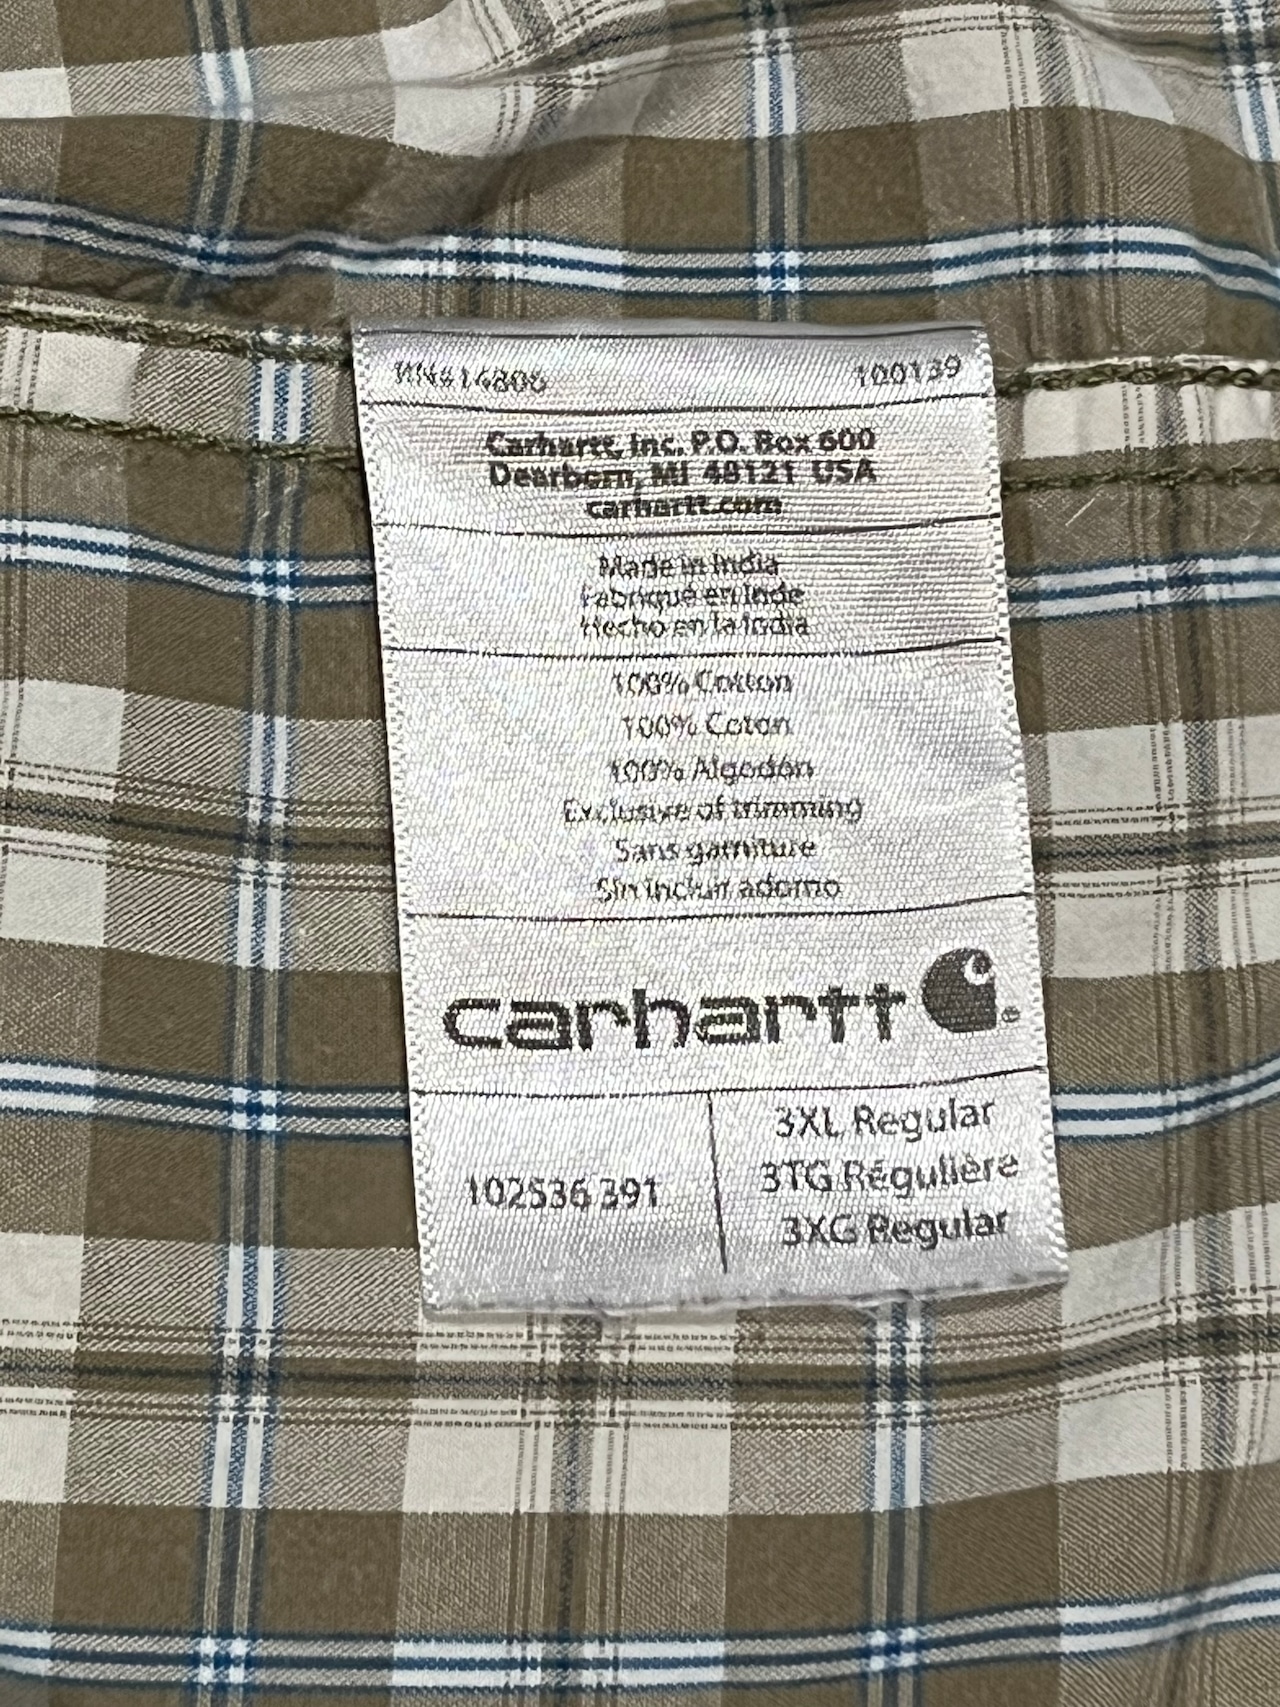 RN#14806 100139
Carhartt, Inc. P.O. Box 600
Dearborn, MI 48121 USA
carhartt.com
Made in India
Fabriqué en Inde
Hecho en la India
100% Cotton
100% Coton
100% Algodón
Exclusive of trimming
Sans garniture
Sin incluir adorno
carhartt
102536 391
3XL Regular
3TG Régulière
3XG Regular